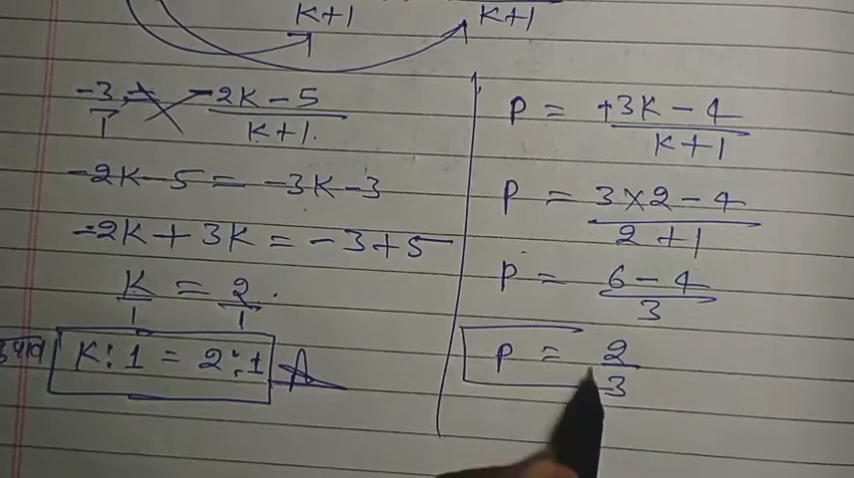 K+1
K+1
-3/1 = -2K-5/K+1
-2K-5 = -3K-3
-2K+3K = -3+5
K/1 = 2/1
K:1 = 2:1 A
P = +3K-4/K+1
P = 3×2-4/2+1
P = 6-4/3
P = 2/3